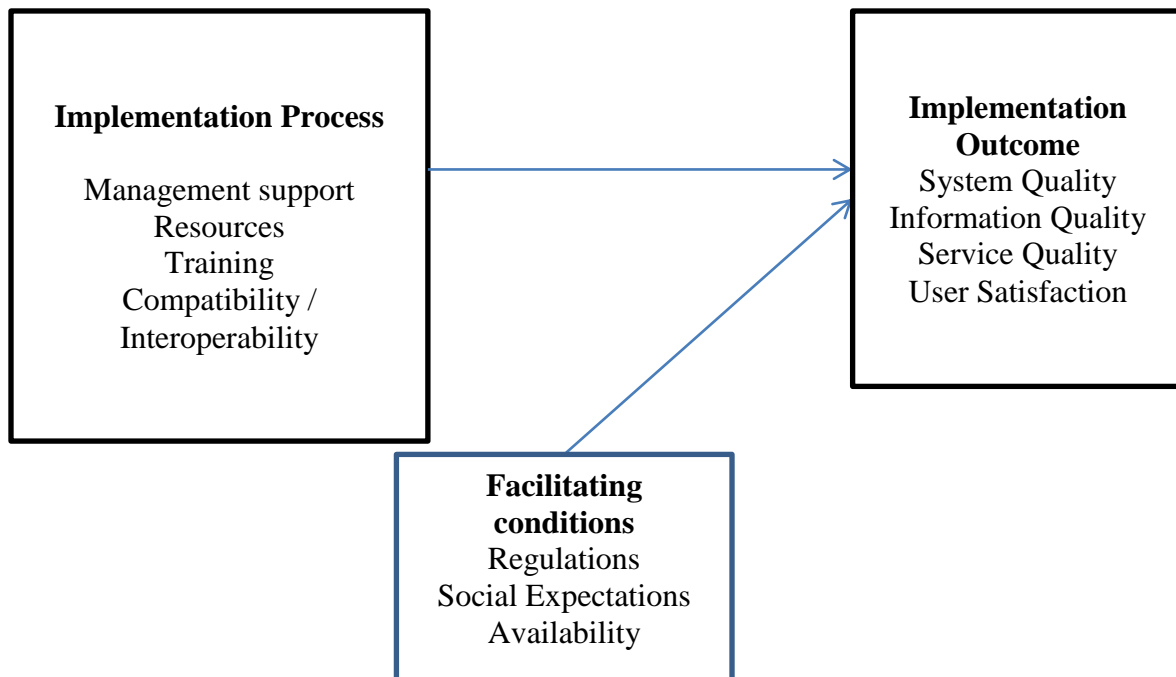 Implementation Process
Management support
Resources
Training
Compatibility /
Interoperability
Implementation
Outcome
System Quality
Information Quality
Service Quality
User Satisfaction
Facilitating
conditions
Regulations
Social Expectations
Availability